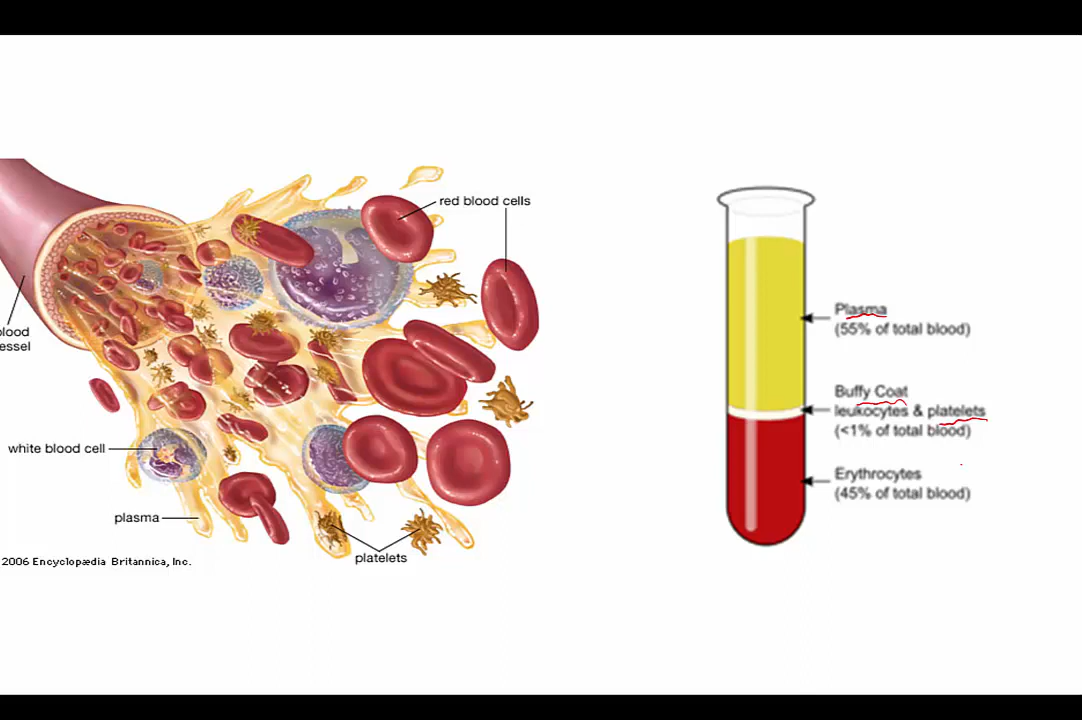 red blood cells
lood
essel
white blood cell
plasma
platelets
2006 Encyclopædia Britannica, Inc.
Plasma
(55% of total blood)
Buffy Coat
leukocytes & platelets
(<1% of total blood)
Erythrocytes
(45% of total blood)